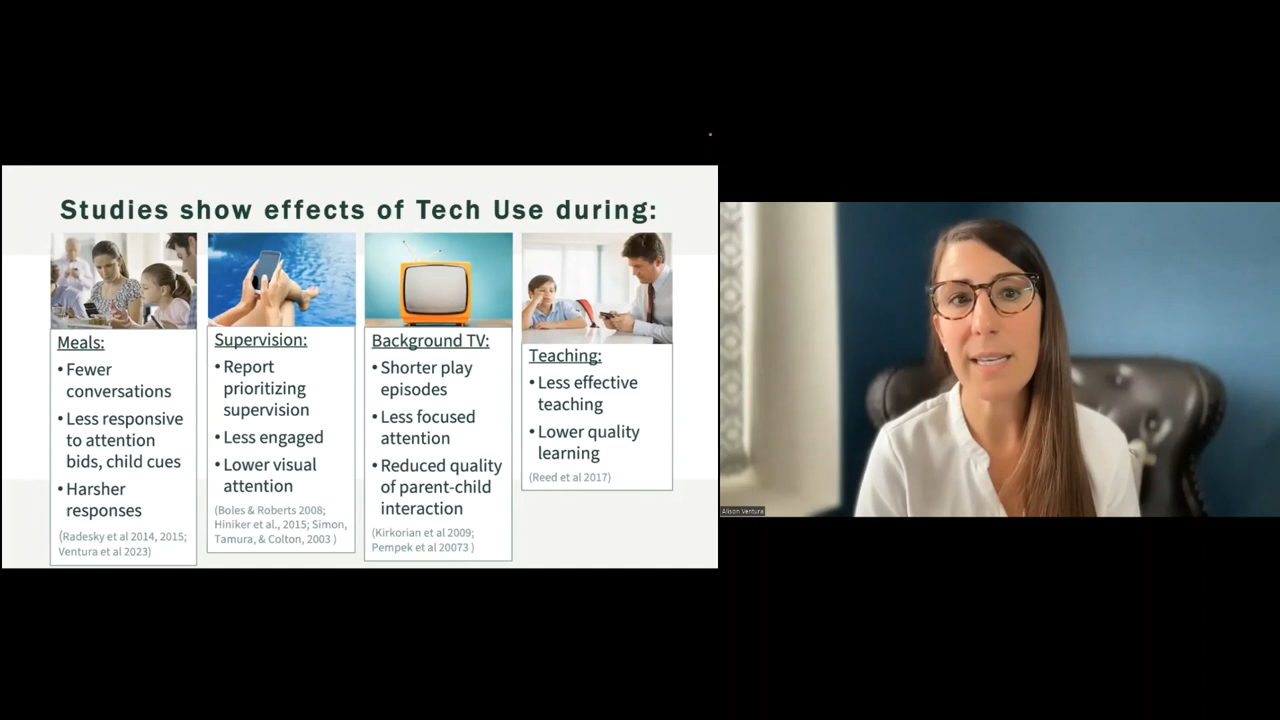 Studies show effects of Tech Use during:
Meals:
• Fewer
conversations
• Less responsive
to attention
bids, child cues
• Harsher
responses
(Radesky et al 2014, 2015;
Ventura et al 2023)
Supervision:
• Report
prioritizing
supervision
• Less engaged
• Lower visual
attention
(Boles & Roberts 2008;
Hiniker et al., 2015; Simon,
Tamura, & Colton, 2003 )
Background TV:
• Shorter play
episodes
• Less focused
attention
• Reduced quality
of parent-child
interaction
(Kirkorian et al 2009;
Pempek et al 20073 )
Teaching:
• Less effective
teaching
• Lower quality
learning
(Reed et al 2017)
Alison Ventura